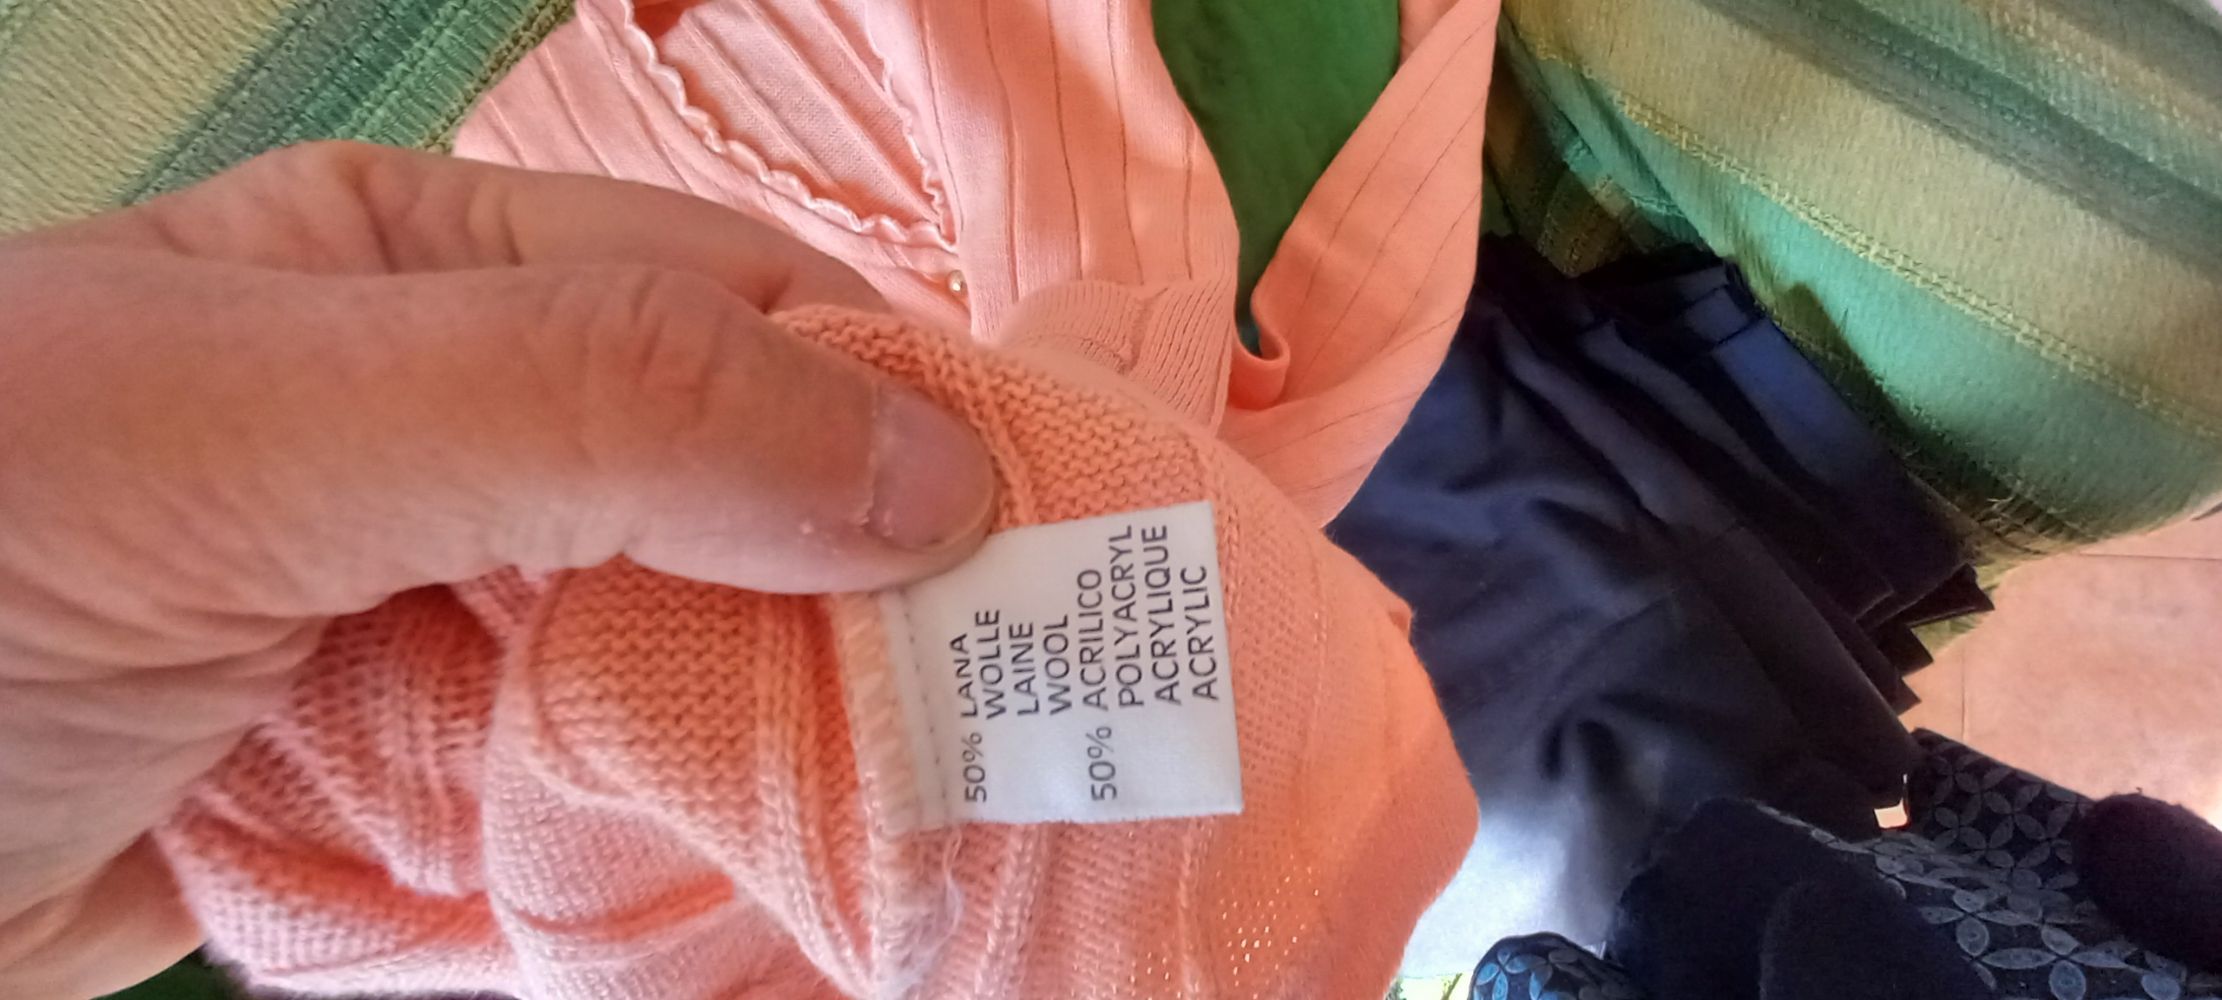 50% LANA
WOLLE
LAINE
WOOL
50% ACRILICO
POLYACRYL
ACRYLIQUE
ACRYLIC